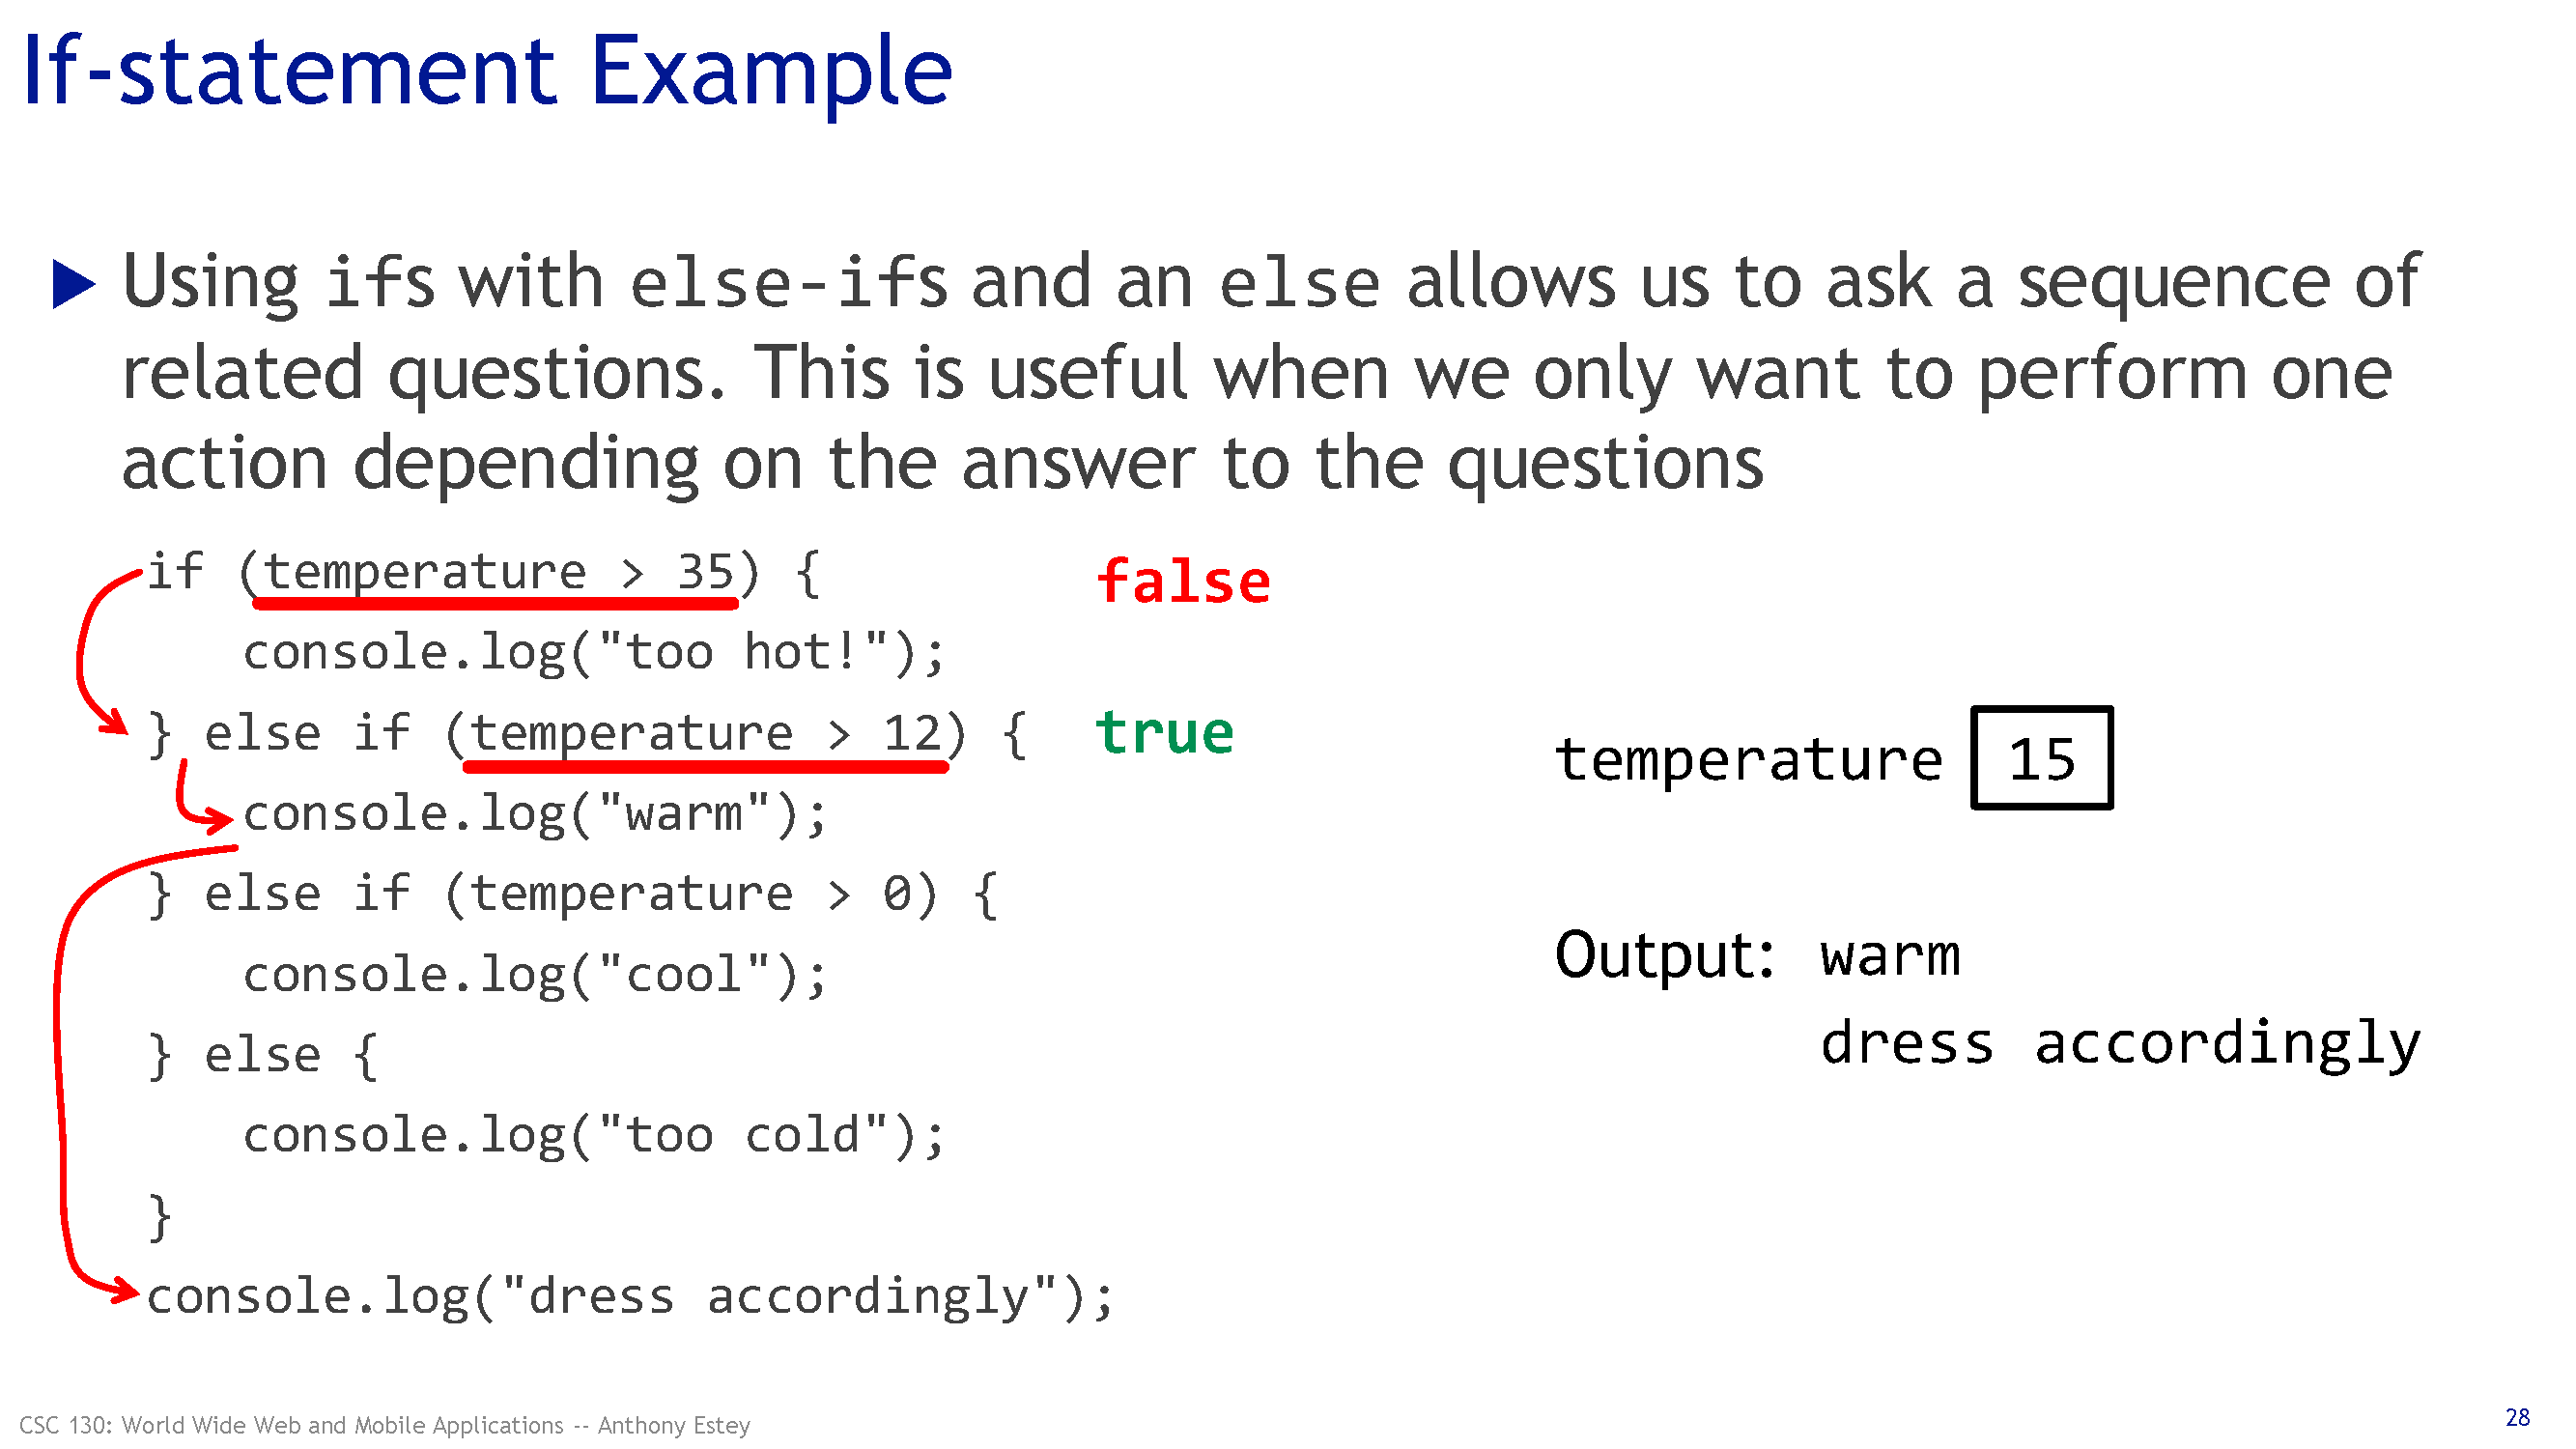 If-statement Example
Using ifs with else-ifs and an else allows us to ask a sequence of
related questions. This is useful when we only want to perform one
action depending on the answer to the questions
if (temperature > 35) {
false
console.log("too hot!");
} else if (temperature > 12) {
true
console.log("warm");
} else if (temperature > 0) {
console.log("cool");
} else {
console.log("too cold");
}
console.log("dress accordingly");
temperature 15
Output: warm
dress accordingly
CSC 130: World Wide Web and Mobile Applications -- Anthony Estey
28